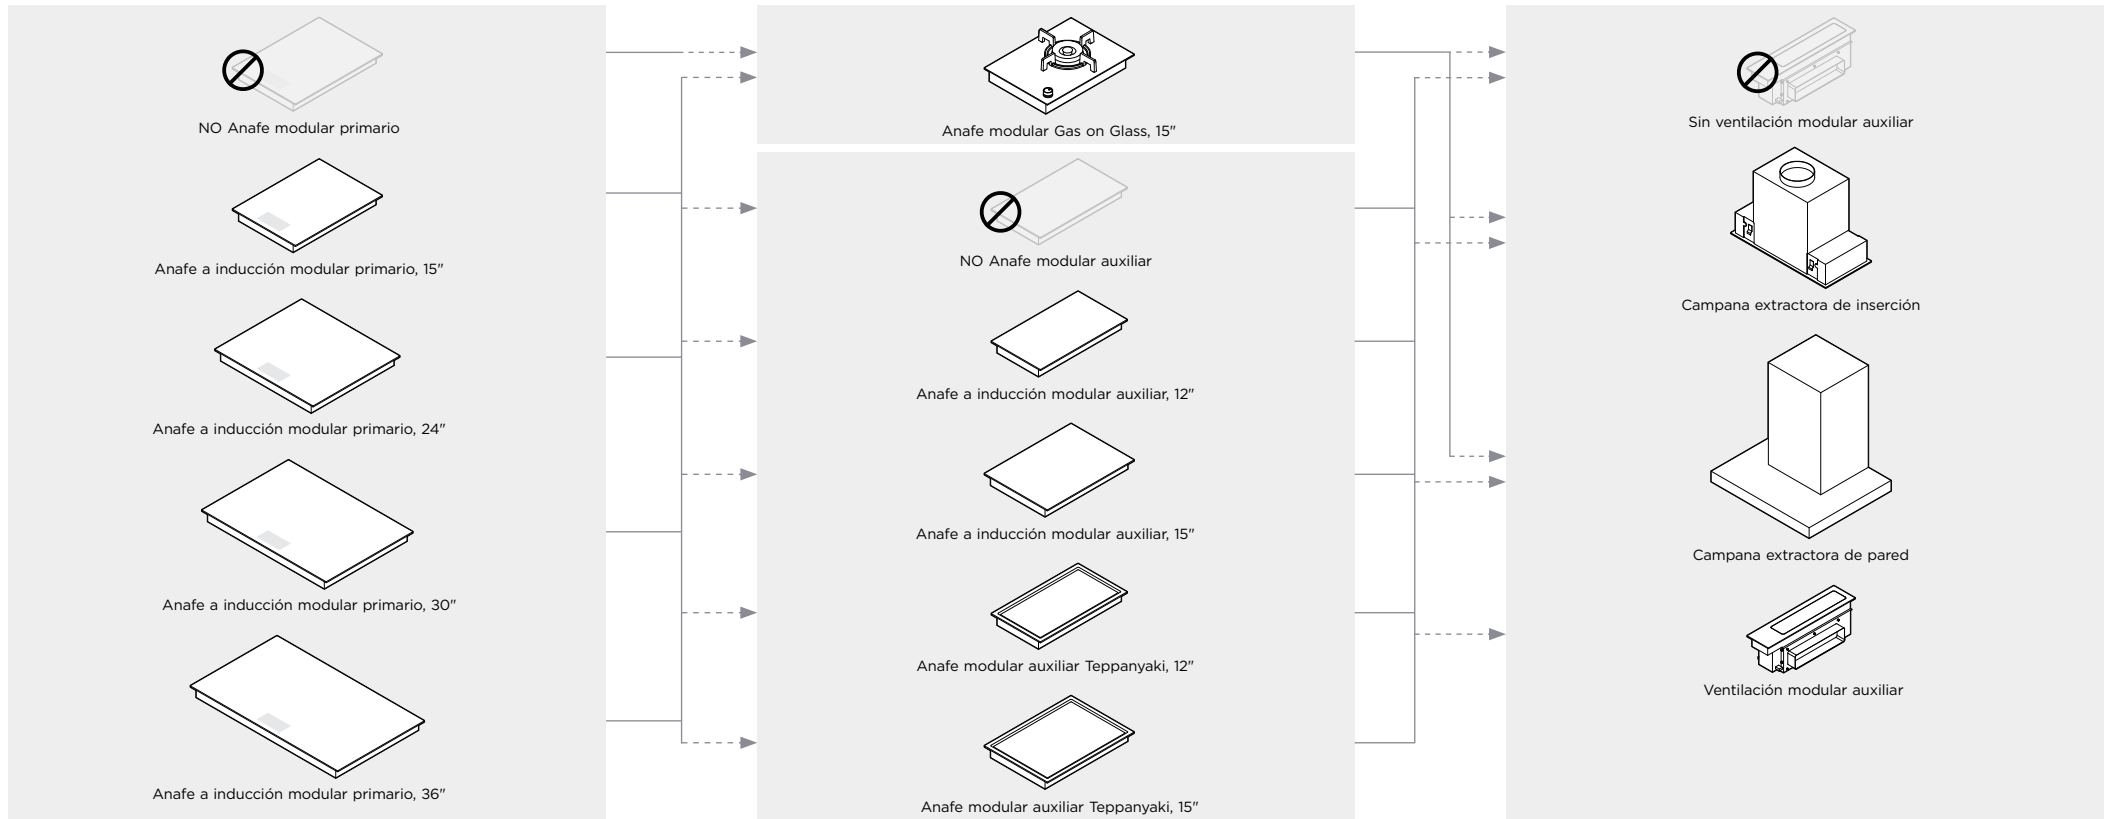 NO Anafe modular primario
Anafe a inducción modular primario, 15"
Anafe a inducción modular primario, 24"
Anafe a inducción modular primario, 30"
Anafe a inducción modular primario, 36"
Anafe modular Gas on Glass, 15"
NO Anafe modular auxiliar
Anafe a inducción modular auxiliar, 12"
Anafe a inducción modular auxiliar, 15"
Anafe modular auxiliar Teppanyaki, 12"
Anafe modular auxiliar Teppanyaki, 15"
Sin ventilación modular auxiliar
Campana extractora de inserción
Campana extractora de pared
Ventilación modular auxiliar